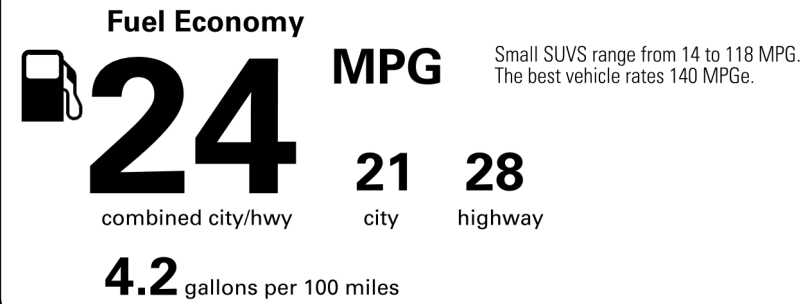 Fuel Economy
24 MPG
Small SUVS range from 14 to 118 MPG.
The best vehicle rates 140 MPGe.
21 28
combined city/hwy city highway
4.2 gallons per 100 miles